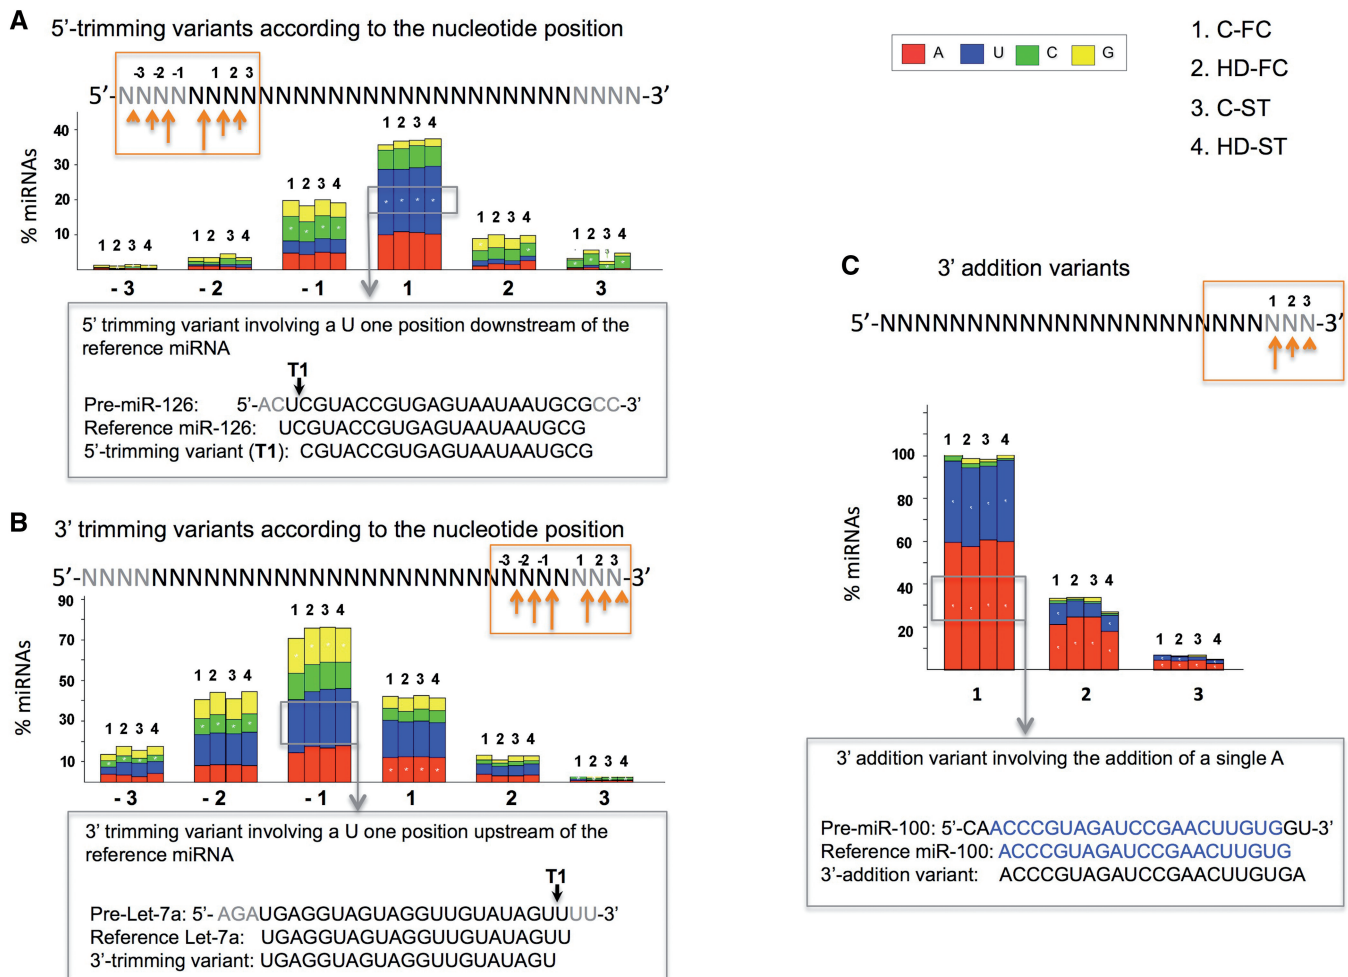 A
5’-trimming variants according to the nucleotide position
-3 -2 -1 1 2 3
5’-NNNNNNNNNNNNNNNNNNNNNNNNNNNNNN-3’
% miRNAs
40
30
20
10
1 2 3 4
1 2 3 4
1 2 3 4
1 2 3 4
1 2 3 4
1 2 3 4
- 3 - 2 - 1 1 2 3
5’ trimming variant involving a U one position downstream of the
reference miRNA
T1
Pre-miR-126: 5’-ACUCGUACCGUGAGUAAUAAUGCGCC-3’
Reference miR-126: UCGUACCGUGAGUAAUAAUGCG
5’-trimming variant (T1): CGUACCGUGAGUAAUAAUGCG
B
3’ trimming variants according to the nucleotide position
-3 -2 -1 1 2 3
5’-NNNNNNNNNNNNNNNNNNNNNNNNNNNNNN-3’
% miRNAs
90
70
50
30
10
1 2 3 4
1 2 3 4
1 2 3 4
1 2 3 4
1 2 3 4
1 2 3 4
- 3 - 2 - 1 1 2 3
3’ trimming variant involving a U one position upstream of the
reference miRNA
T1
Pre-Let-7a: 5’- AGAUGAGGUAGUAGGUUGUAUAGUUUU-3’
Reference Let-7a: UGAGGUAGUAGGUUGUAUAGUU
3’-trimming variant: UGAGGUAGUAGGUUGUAUAGU
A U C G
1. C-FC
2. HD-FC
3. C-ST
4. HD-ST
C
3’ addition variants
1 2 3
5’-NNNNNNNNNNNNNNNNNNNNNNNNN-3’
% miRNAs
100
80
60
40
20
1 2 3 4
1 2 3 4
1 2 3 4
1 2 3
3’ addition variant involving the addition of a single A
Pre-miR-100: 5’-CAACCCGUAGAUCCGAACUUGUGGU-3’
Reference miR-100: ACCCGUAGAUCCGAACUUGUG
3’-addition variant: ACCCGUAGAUCCGAACUUGUGA